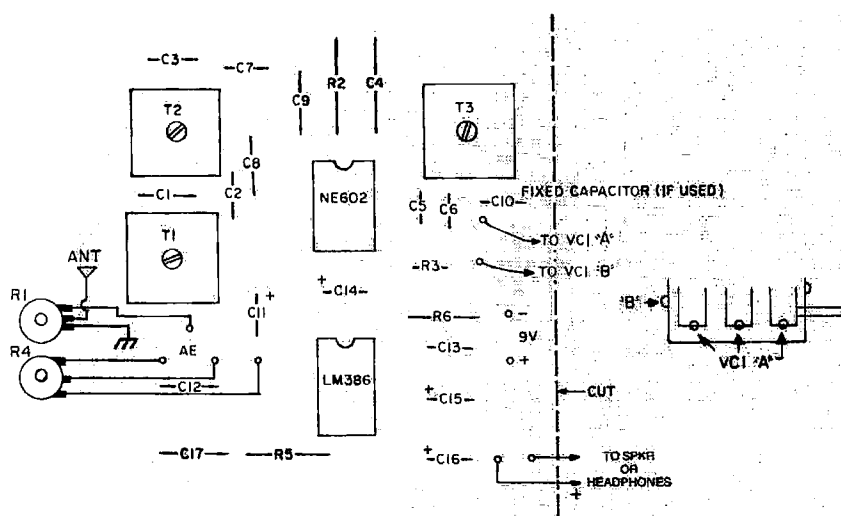 C3
C7
C9
R2
C4
T2
T3
C8
C2
C1
NE602
C5
C6
C10
FIXED CAPACITOR (IF USED)
T1
TO VC1 "A"
ANT
R3
TO VC1 "B"
R1
+
C14
+
C11
"B"
R6
-
9V
AE
C13
+
VC1 "A"
R4
LM386
C12
+
C15
CUT
C17
R5
+
C16
TO SPKR
OR
HEADPHONES
+